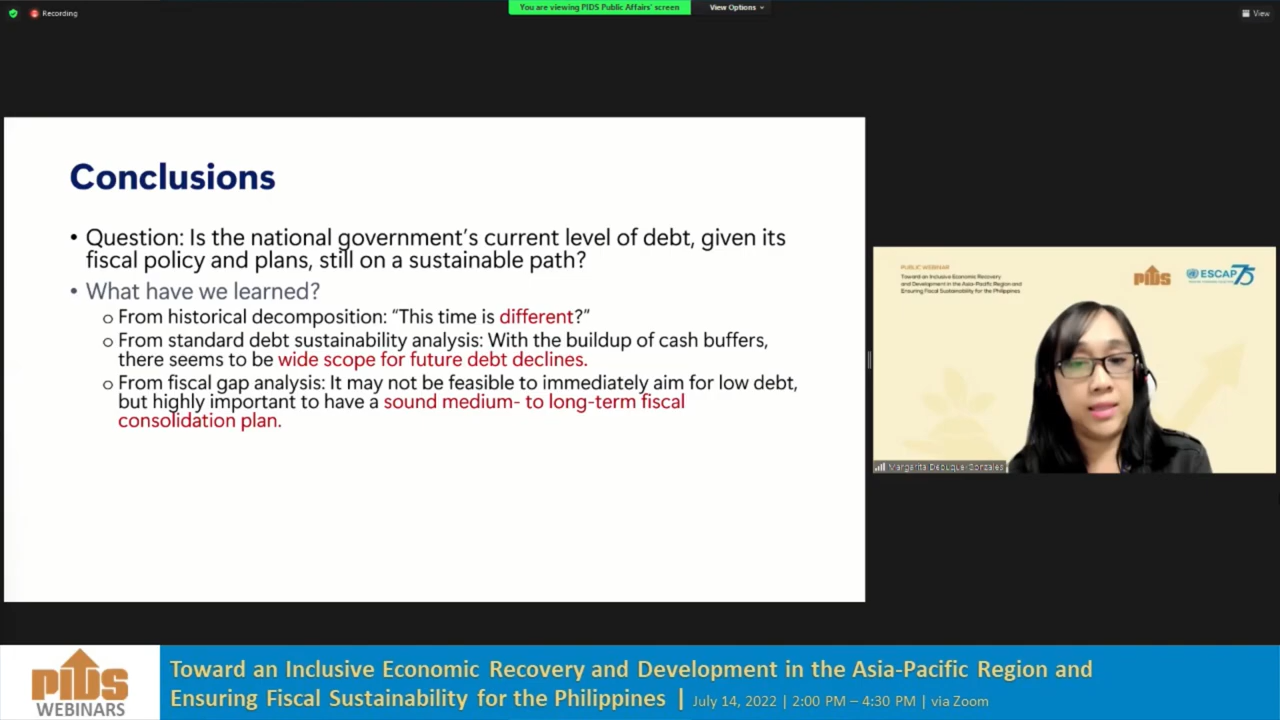 Recording
You are viewing PIDS Public Affairs' screen
View Options
View
Conclusions
• Question: Is the national government's current level of debt, given its
fiscal policy and plans, still on a sustainable path?
• What have we learned?
o From historical decomposition: “This time is different?”
o From standard debt sustainability analysis: With the buildup of cash buffers,
there seems to be wide scope for future debt declines.
o From fiscal gap analysis: It may not be feasible to immediately aim for low debt,
but highly important to have a sound medium- to long-term fiscal
consolidation plan.
PUBLIC WEBINAR
Toward an Inclusive Economic Recovery
and Development in the Asia-Pacific Region and
Ensuring Fiscal Sustainability for the Philippines
PIDS
ESCAP 75
Margarita Debuque-Gonzales
PIDS
WEBINARS
Toward an Inclusive Economic Recovery and Development in the Asia-Pacific Region and
Ensuring Fiscal Sustainability for the Philippines | July 14, 2022 | 2:00 PM – 4:30 PM | via Zoom